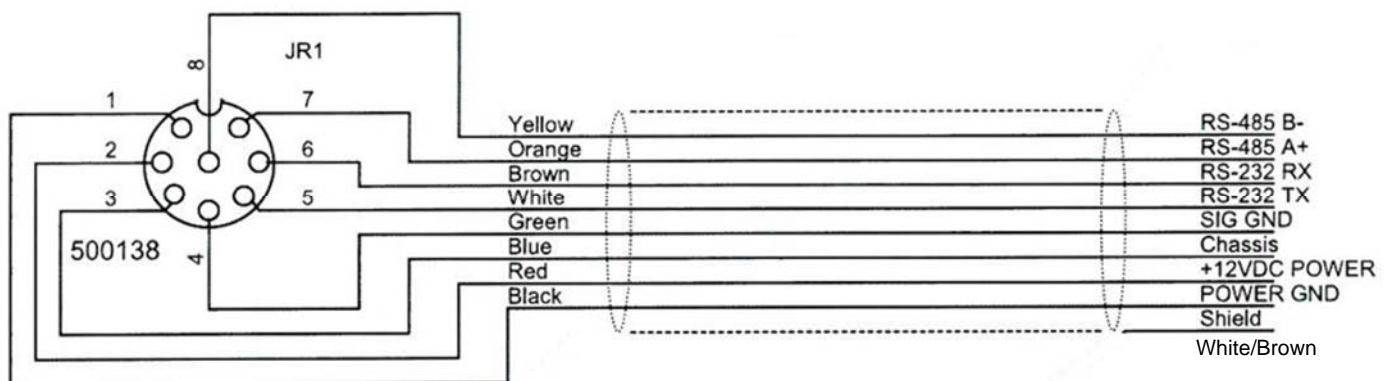 JR1
8
1
7
2
6
3
5
4
500138
Yellow RS-485 B-
Orange RS-485 A+
Brown RS-232 RX
White RS-232 TX
Green SIG GND
Blue Chassis
Red +12VDC POWER
Black POWER GND
Shield
White/Brown